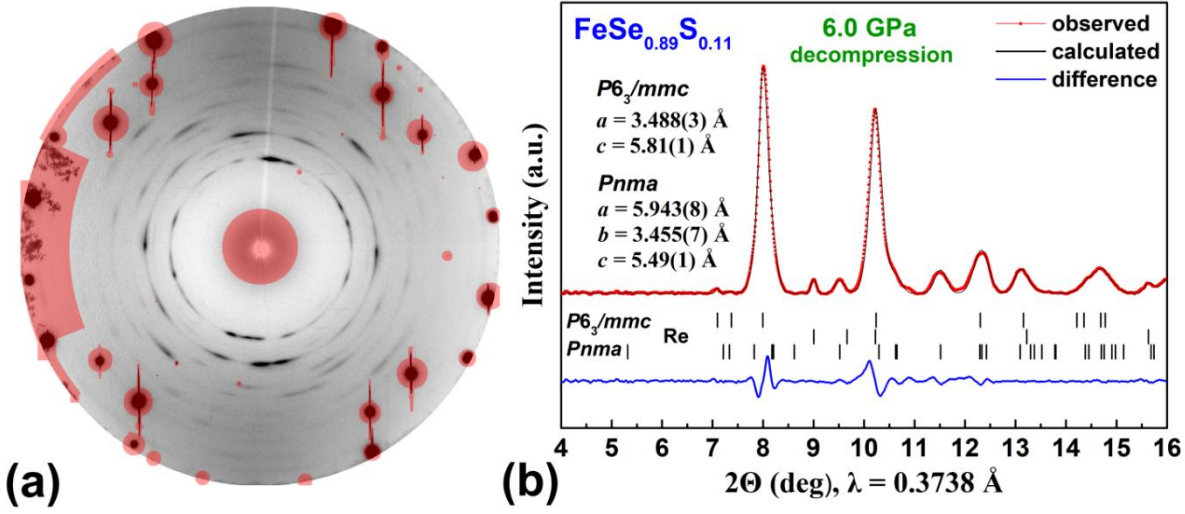 (a)
FeSe0.89S0.11
6.0 GPa
decompression
observed
calculated
difference
P63/mmc
a = 3.488(3) Å
c = 5.81(1) Å
Pnma
a = 5.943(8) Å
b = 3.455(7) Å
c = 5.49(1) Å
Intensity (a.u.)
P63/mmc
Re
Pnma
4 5 6 7 8 9 10 11 12 13 14 15 16
(b)
2Θ (deg), λ = 0.3738 Å